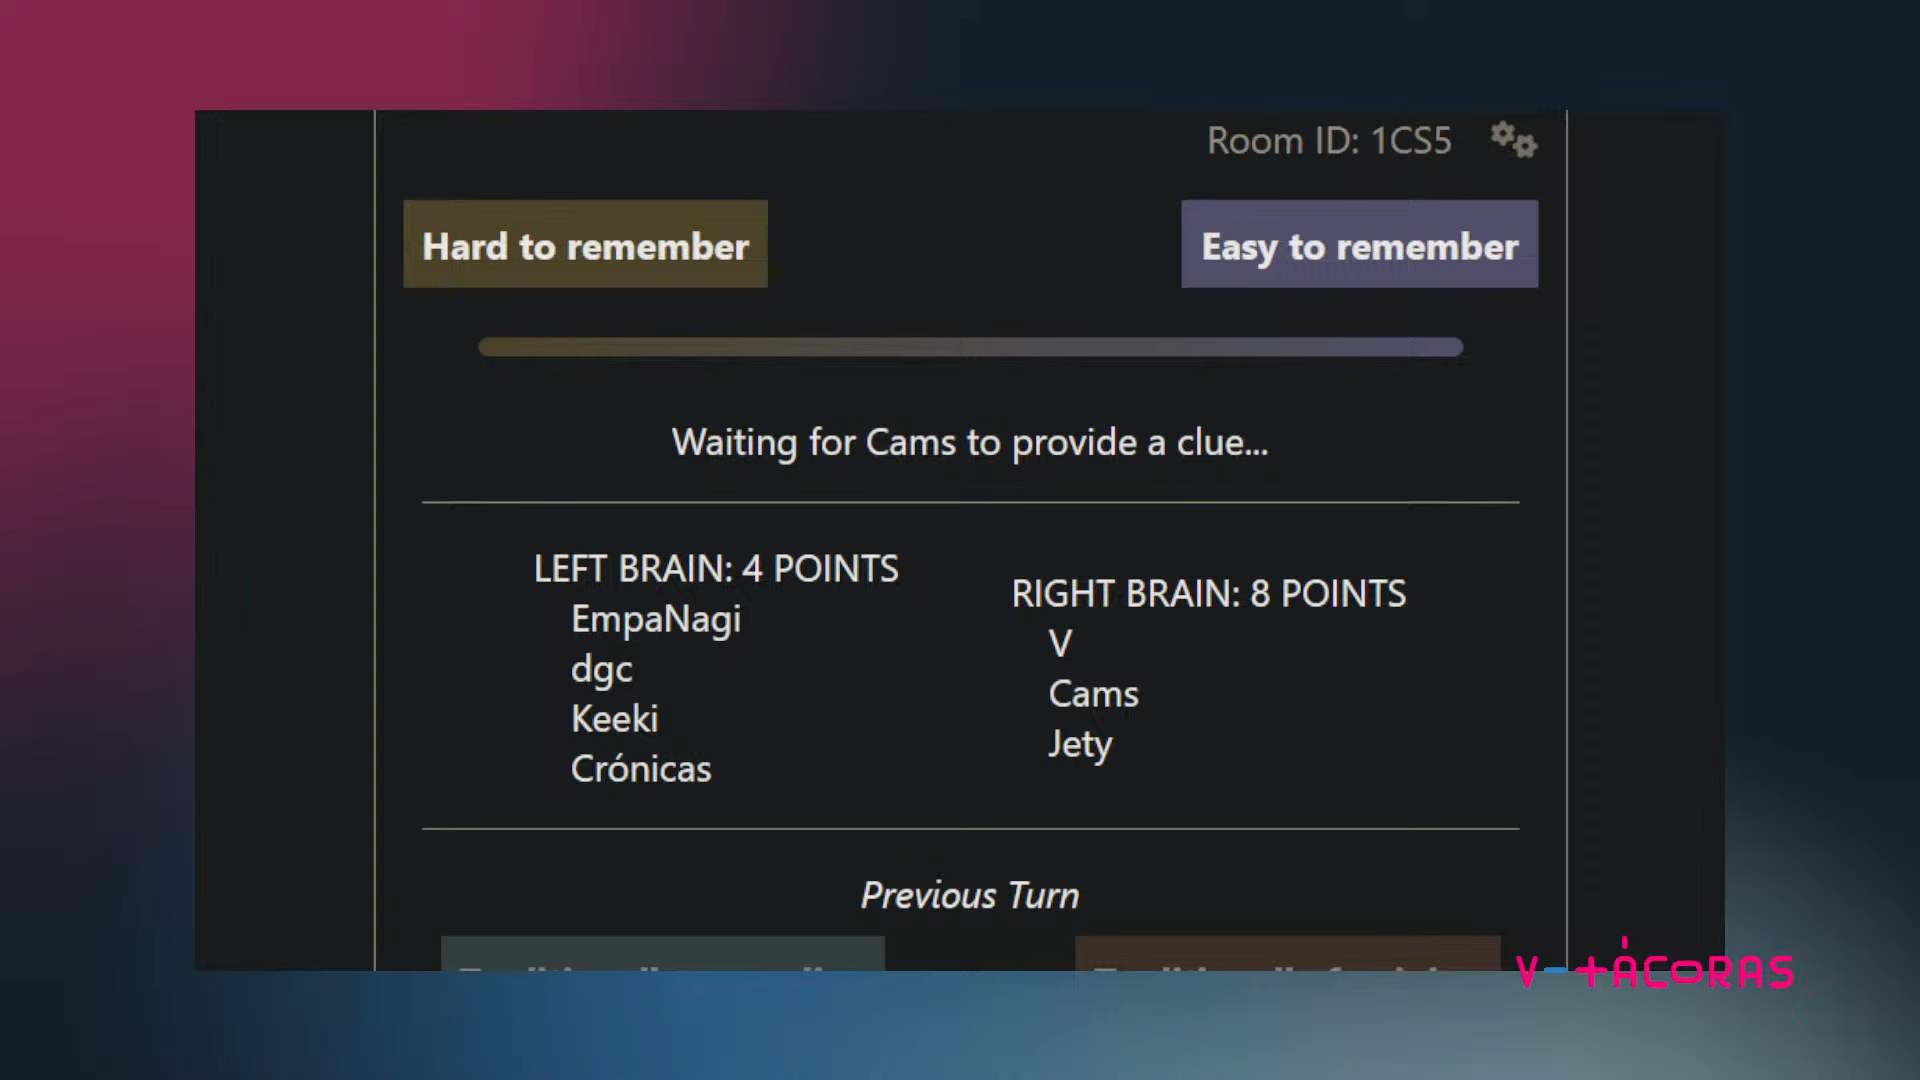 Room ID: 1CS5
Hard to remember
Easy to remember
Waiting for Cams to provide a clue...
LEFT BRAIN: 4 POINTS
EmpaNagi
dgc
Keeki
Crónicas
RIGHT BRAIN: 8 POINTS
V
Cams
Jety
Previous Turn
V-TÁCORAS